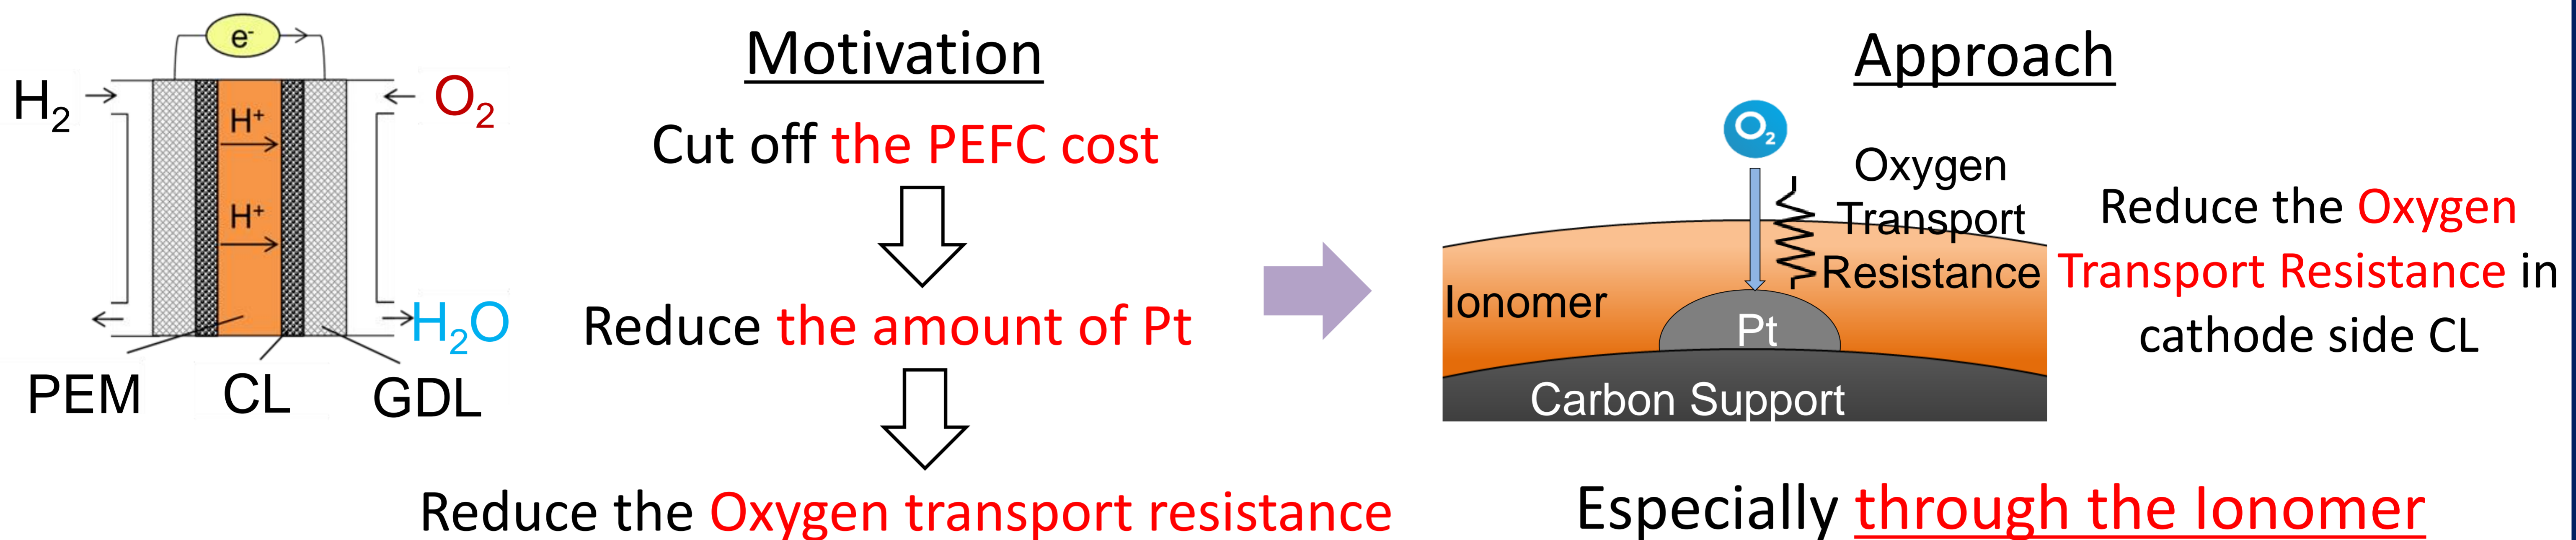 e-
H2
O2
H+
H+
H2O
PEM
CL
GDL
Motivation
Cut off the PEFC cost
Reduce the amount of Pt
Reduce the Oxygen transport resistance
Approach
O2
Oxygen
Transport
Resistance
Ionomer
Pt
Carbon Support
Reduce the Oxygen
Transport Resistance in
cathode side CL
Especially through the Ionomer